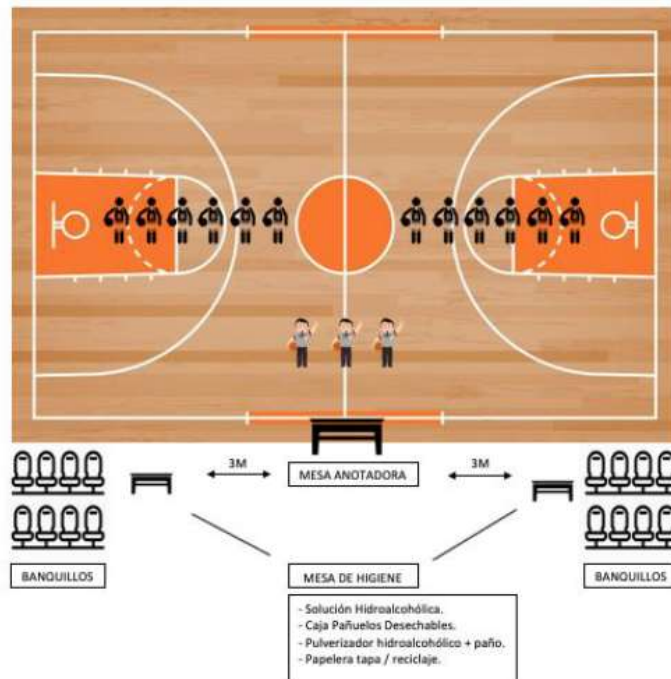 3M
MESA ANOTADORA
3M
BANQUILLOS
MESA DE HIGIENE
BANQUILLOS
- Solución Hidroalcohólica.
- Caja Pañuelos Desechables.
- Pulverizador hidroalcohólico + paño.
- Papelera tapa / reciclaje.